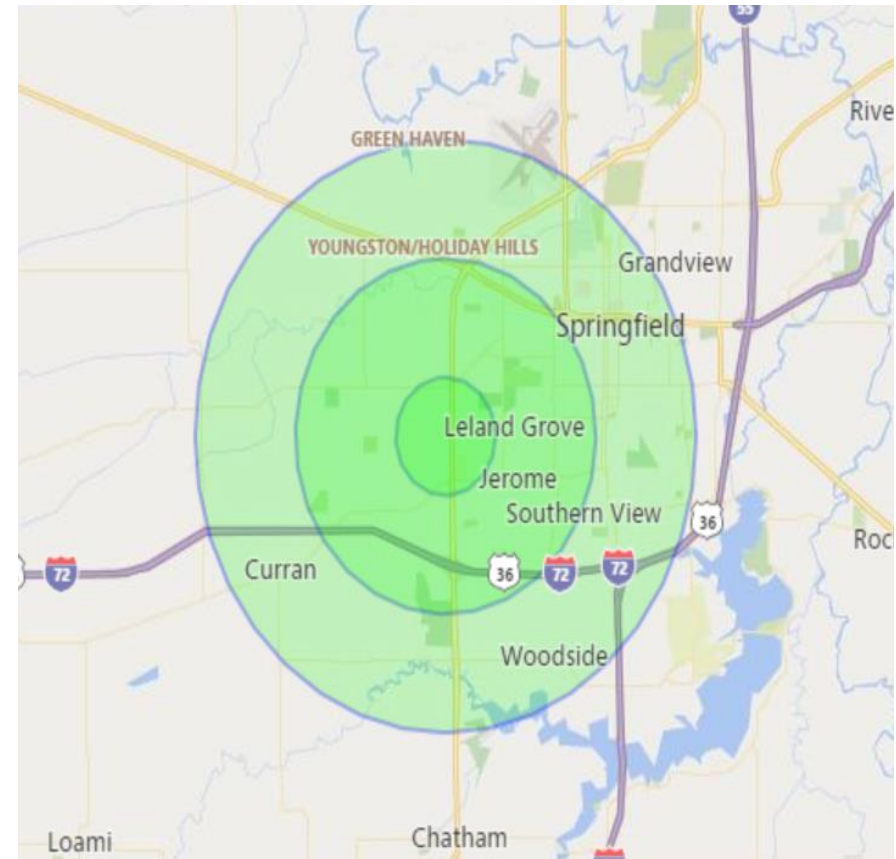 55
Rive
GREEN HAVEN
YOUNGSTON/HOLIDAY HILLS
Grandview
Springfield
Leland Grove
Jerome
Southern View
36
Roc
72
Curran
36
72
72
Woodside
Loami
Chatham